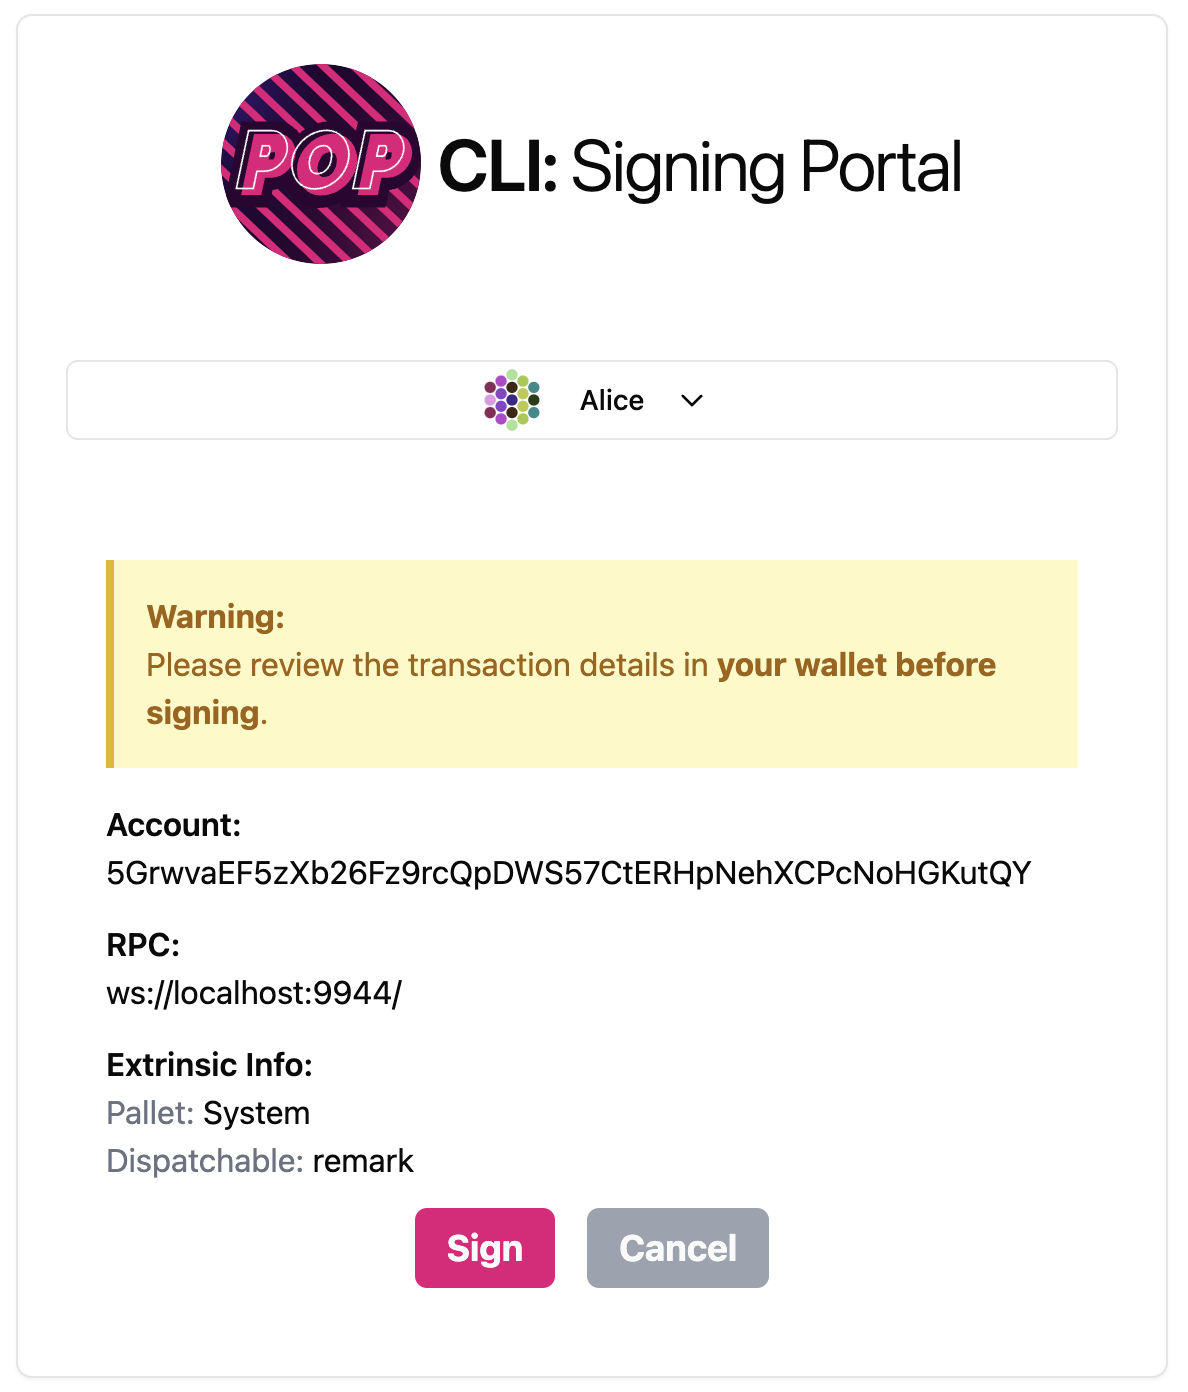 POP CLI: Signing Portal
Alice
Warning:
Please review the transaction details in your wallet before
signing.
Account:
5GrwvaEF5zXb26Fz9rcQpDWS57CtERHpNehXCPcNoHGKutQY
RPC:
ws://localhost:9944/
Extrinsic Info:
Pallet: System
Dispatchable: remark
Sign Cancel